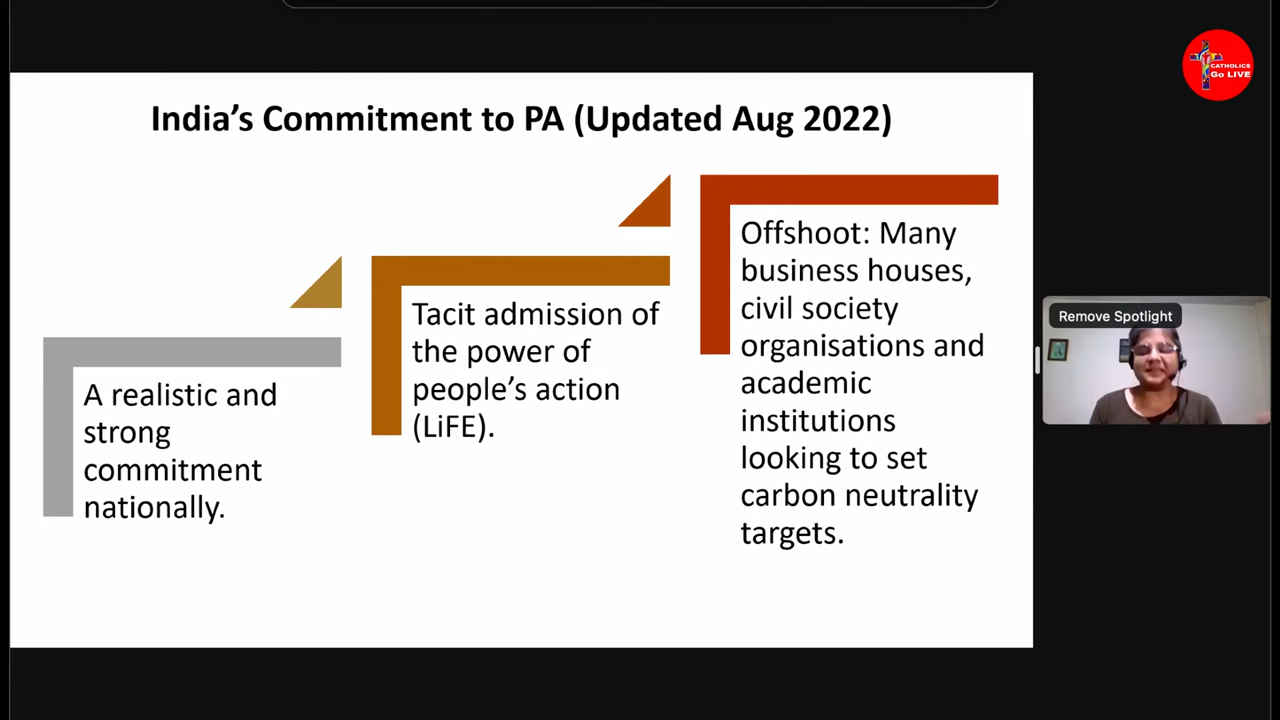 CATHOLICS
Go LIVE
India’s Commitment to PA (Updated Aug 2022)
A realistic and
strong
commitment
nationally.
Tacit admission of
the power of
people’s action
(LiFE).
Offshoot: Many
business houses,
civil society
organisations and
academic
institutions
looking to set
carbon neutrality
targets.
Remove Spotlight